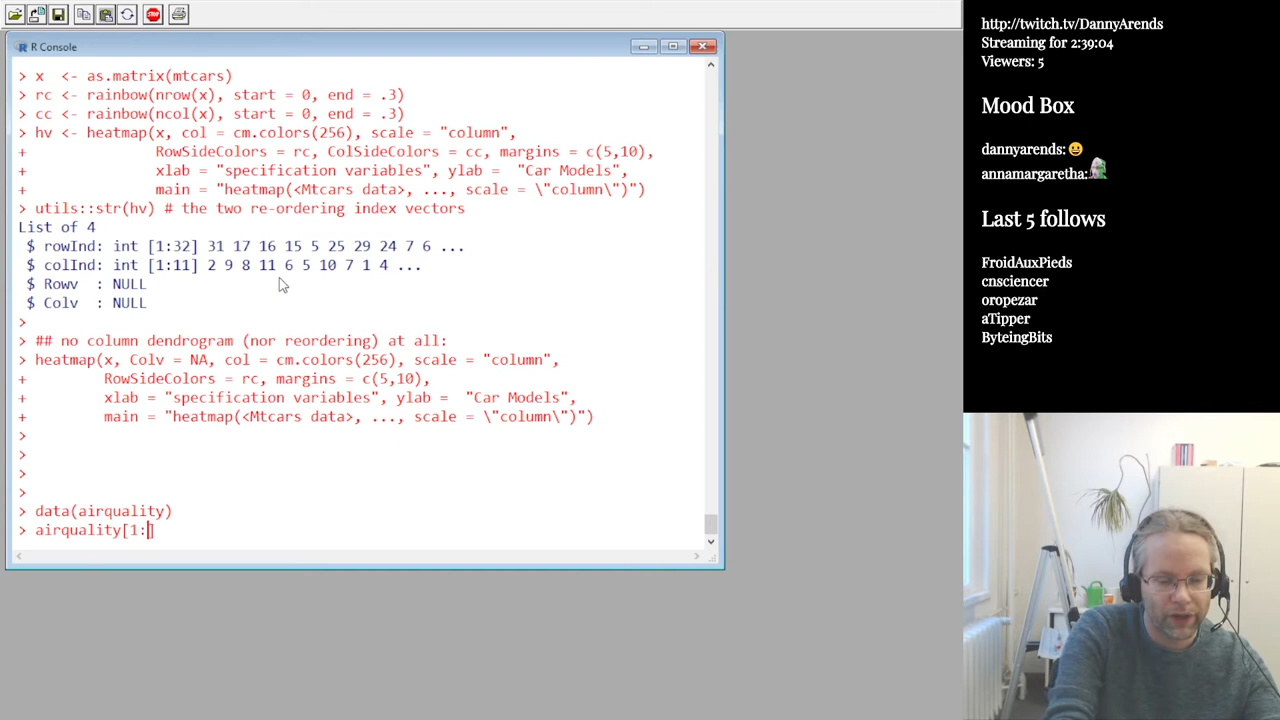 R Console
> x  <- as.matrix(mtcars)
> rc <- rainbow(nrow(x), start = 0, end = .3)
> cc <- rainbow(ncol(x), start = 0, end = .3)
> hv <- heatmap(x, col = cm.colors(256), scale = "column",
+               RowSideColors = rc, ColSideColors = cc, margins = c(5,10),
+               xlab = "specification variables", ylab =  "Car Models",
+               main = "heatmap(<Mtcars data>, ..., scale = \"column\")")
> utils::str(hv) # the two re-ordering index vectors
List of 4
 $ rowInd: int [1:32] 31 17 16 15 5 25 29 24 7 6 ...
 $ colInd: int [1:11] 2 9 8 11 6 5 10 7 1 4 ...
 $ Rowv  : NULL
 $ Colv  : NULL
>
> ## no column dendrogram (nor reordering) at all:
> heatmap(x, Colv = NA, col = cm.colors(256), scale = "column",
+         RowSideColors = rc, margins = c(5,10),
+         xlab = "specification variables", ylab =  "Car Models",
+         main = "heatmap(<Mtcars data>, ..., scale = \"column\")")
>
>
>
>
> data(airquality)
> airquality[1:]
http://twitch.tv/DannyArends
Streaming for 2:39:04
Viewers: 5
Mood Box
dannyarends:
annamargaretha:
Last 5 follows
FroidAuxPieds
cnsciencer
oropezar
aTipper
ByteingBits
STOP